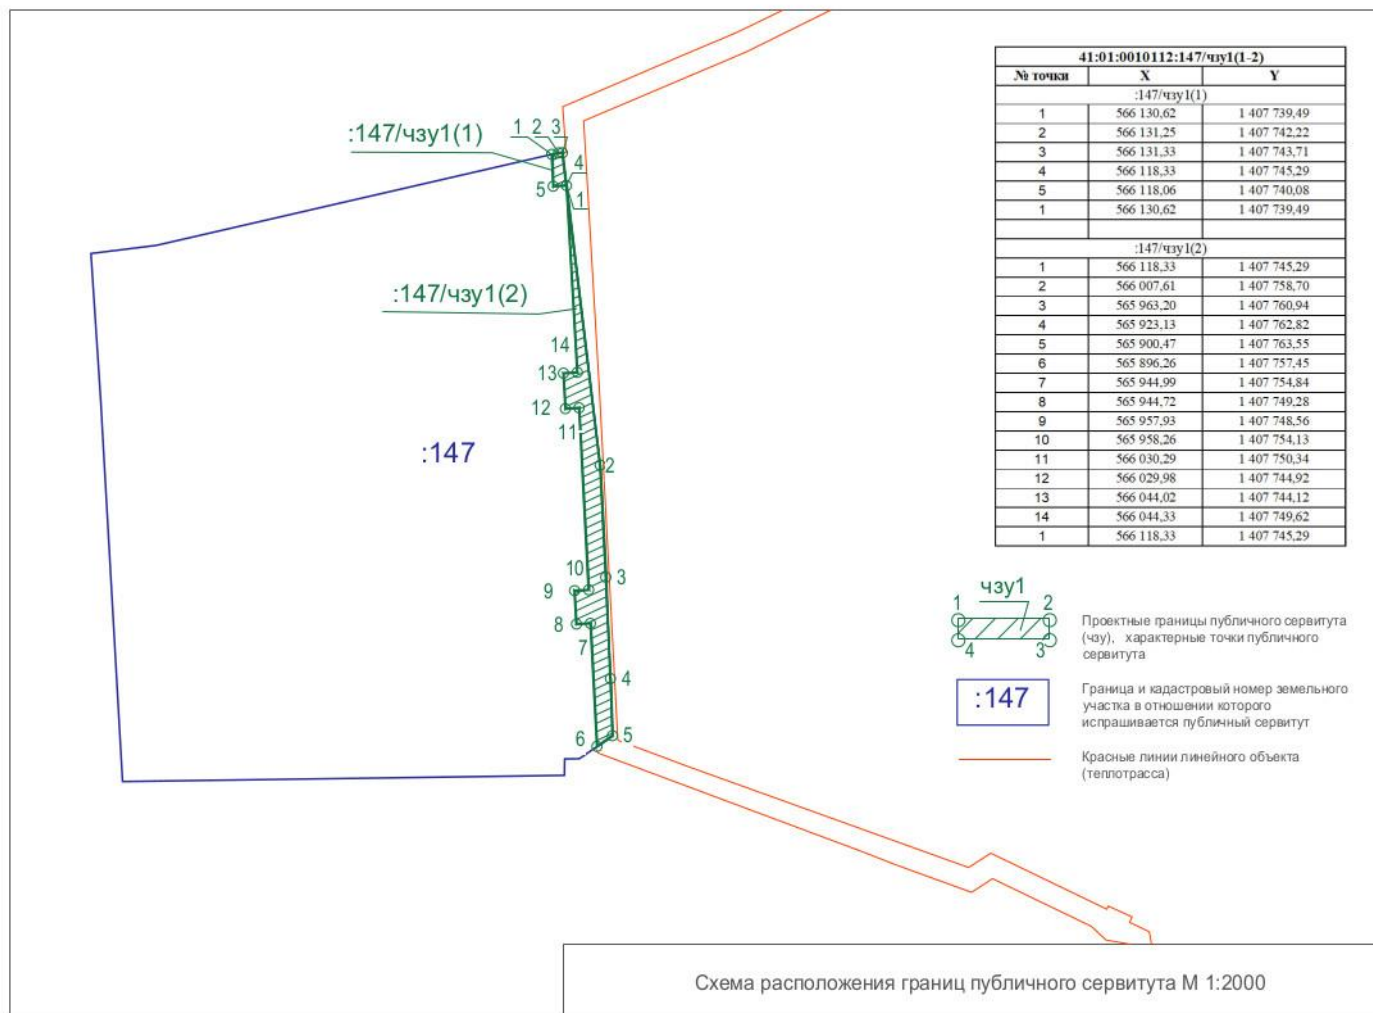 41:01:0010112:147/чзу1(1-2)
№ точки X Y
:147/чзу1(1)
1 566 130,62 1 407 739,49
2 566 131,25 1 407 742,22
3 566 131,33 1 407 743,71
4 566 118,33 1 407 745,29
5 566 118,06 1 407 740,08
1 566 130,62 1 407 739,49
:147/чзу1(2)
1 566 118,33 1 407 745,29
2 566 007,61 1 407 758,70
3 565 963,20 1 407 760,94
4 565 923,13 1 407 762,82
5 565 900,47 1 407 763,55
6 565 896,26 1 407 757,45
7 565 944,99 1 407 754,84
8 565 944,72 1 407 749,28
9 565 957,93 1 407 748,56
10 565 958,26 1 407 754,13
11 566 030,29 1 407 750,34
12 566 029,98 1 407 744,92
13 566 044,02 1 407 744,12
14 566 044,33 1 407 749,62
1 566 118,33 1 407 745,29
:147/чзу1(1)
1 2 3
4
5
1
:147/чзу1(2)
14
13
12
11
:147
2
10
3
9
8
7
4
5
6
чзу1
1 2
4 3
Проектные границы публичного сервитута
(чзу), характерные точки публичного
сервитута
:147
Граница и кадастровый номер земельного
участка в отношении которого
испрашивается публичный сервитут
Красные линии линейного объекта
(теплотрасса)
Схема расположения границ публичного сервитута М 1:2000